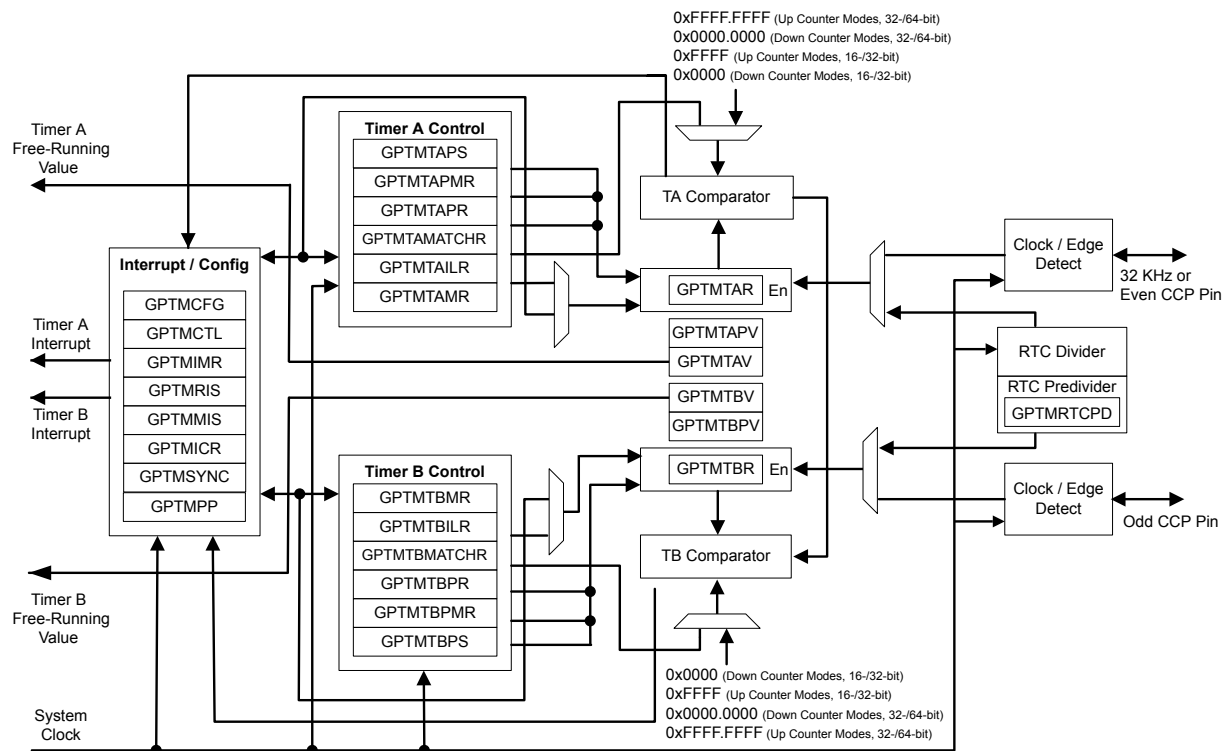 0xFFFF.FFFF (Up Counter Modes, 32-/64-bit)
0x0000.0000 (Down Counter Modes, 32-/64-bit)
0xFFFF (Up Counter Modes, 16-/32-bit)
0x0000 (Down Counter Modes, 16-/32-bit)
Timer A
Free-Running
Value
Timer A Control
GPTMTAPS
GPTMTAPMR
GPTMTAPR
GPTMTAMATCHR
GPTMTAILR
GPTMTAMR
TA Comparator
GPTMTAR
En
Clock / Edge
Detect
32 KHz or
Even CCP Pin
Interrupt / Config
GPTMCFG
GPTMCTL
GPTMIMR
GPTMRIS
GPTMMIS
GPTMICR
GPTMSYNC
GPTMPP
Timer A
Interrupt
Timer B
Interrupt
GPTMTAPV
GPTMTAV
GPTMTBV
GPTMTBPV
RTC Divider
RTC Predivider
GPTMRTCPD
Timer B Control
GPTMTBMR
GPTMTBILR
GPTMTBMATCHR
GPTMTBPR
GPTMTBPMR
GPTMTBPS
GPTMTBR
En
TB Comparator
Clock / Edge
Detect
Odd CCP Pin
Timer B
Free-Running
Value
0x0000 (Down Counter Modes, 16-/32-bit)
0xFFFF (Up Counter Modes, 16-/32-bit)
0x0000.0000 (Down Counter Modes, 32-/64-bit)
0xFFFF.FFFF (Up Counter Modes, 32-/64-bit)
System
Clock